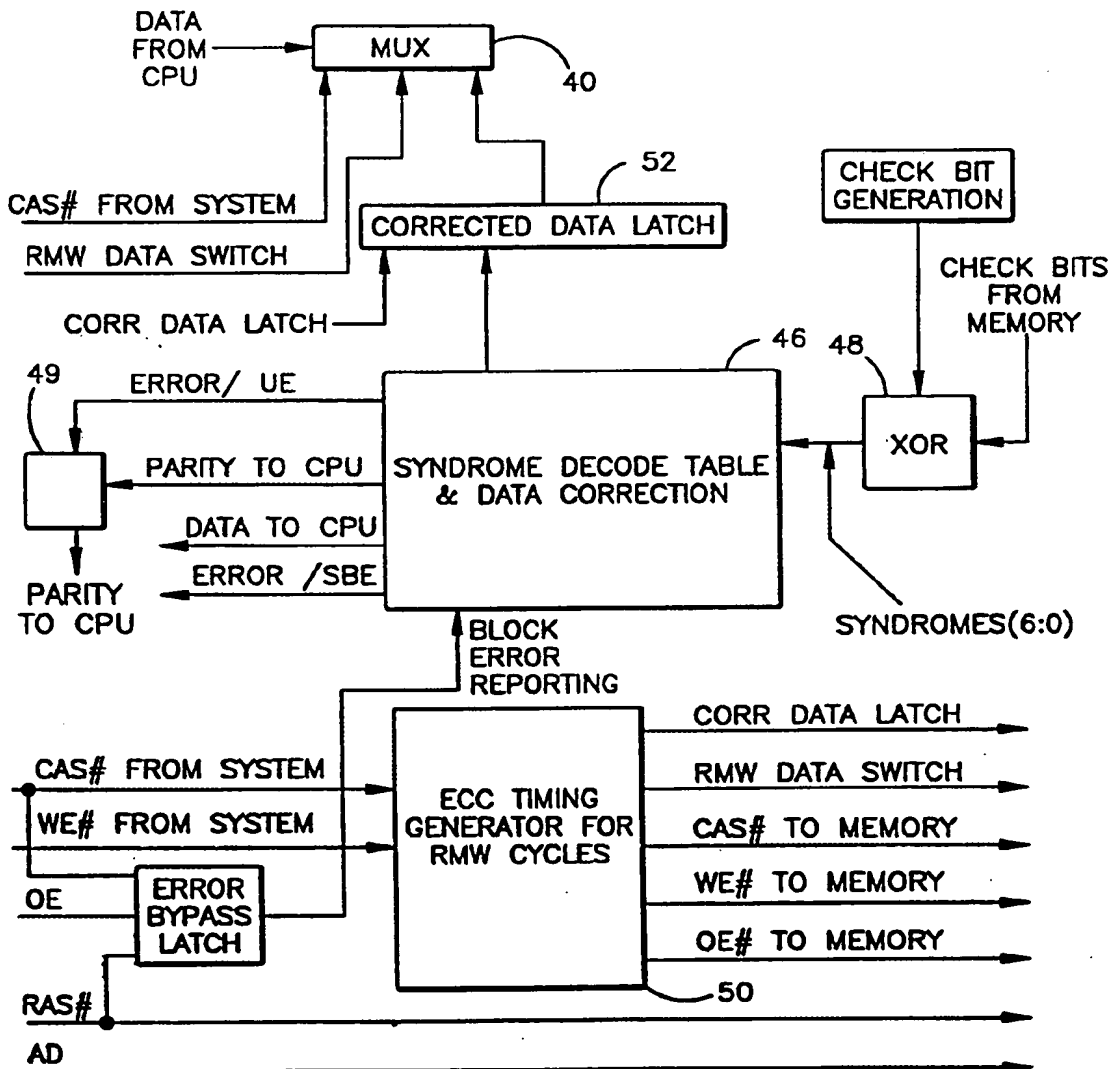 DATA
FROM
CPU
MUX
40
CAS# FROM SYSTEM
RMW DATA SWITCH
52
CORRECTED DATA LATCH
CORR DATA LATCH
CHECK BIT
GENERATION
CHECK BITS
FROM
MEMORY
46
48
XOR
49
ERROR/ UE
PARITY TO CPU
DATA TO CPU
ERROR /SBE
SYNDROME DECODE TABLE
& DATA CORRECTION
PARITY
TO CPU
SYNDROMES(6:0)
BLOCK
ERROR
REPORTING
CAS# FROM SYSTEM
WE# FROM SYSTEM
OE
ERROR
BYPASS
LATCH
ECC TIMING
GENERATOR FOR
RMW CYCLES
CORR DATA LATCH
RMW DATA SWITCH
CAS# TO MEMORY
WE# TO MEMORY
OE# TO MEMORY
50
RAS#
AD